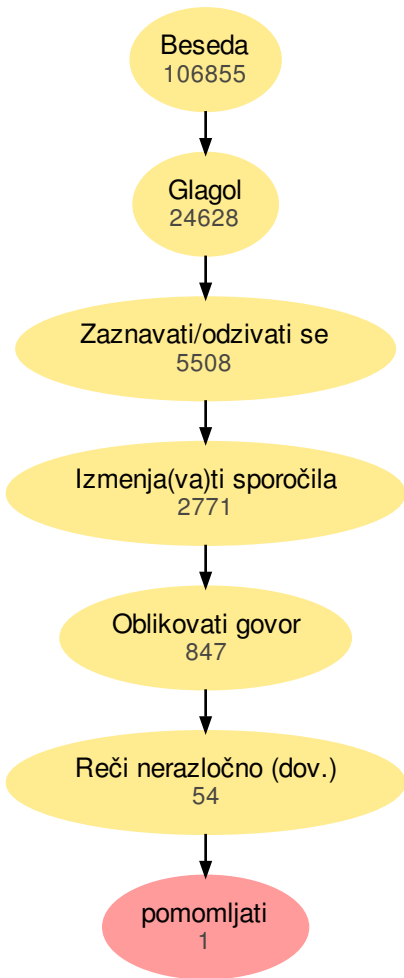 Beseda
106855
Glagol
24628
Zaznavati/odzivati se
5508
Izmenja(va)ti sporočila
2771
Oblikovati govor
847
Reči nerazločno (dov.)
54
pomomljati
1